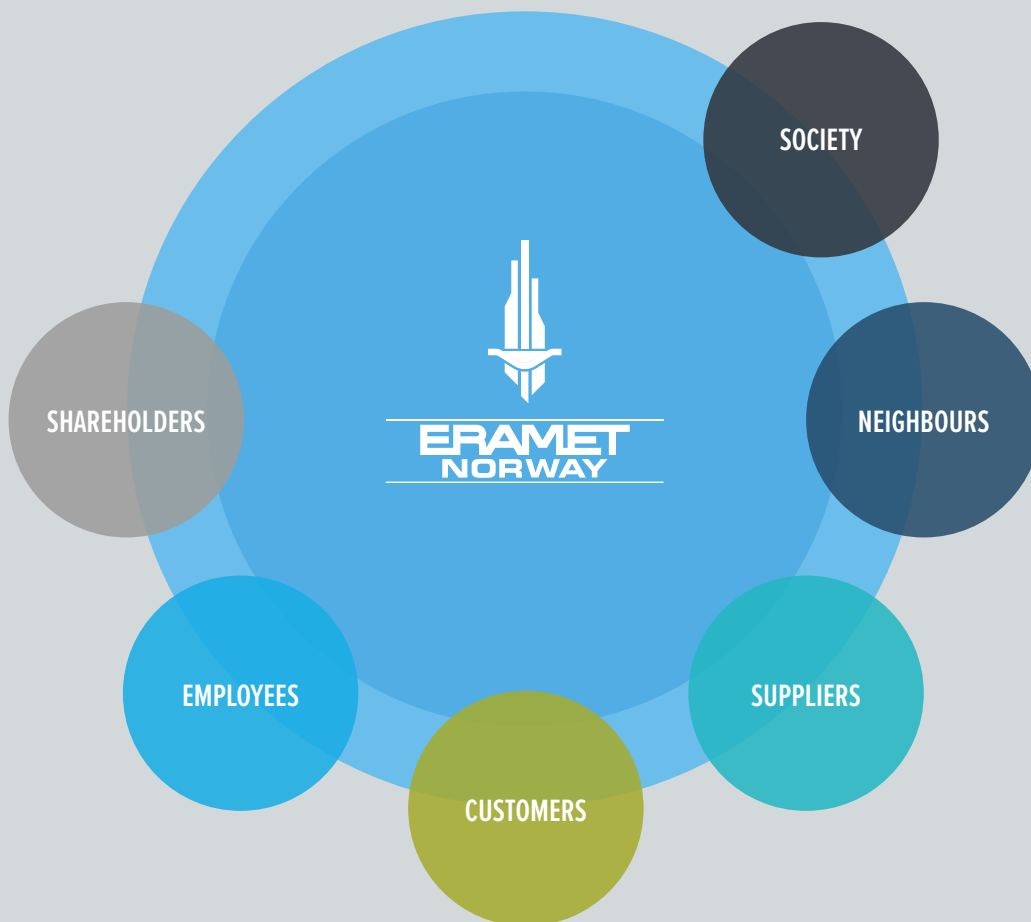 SOCIETY
SHAREHOLDERS
ERAMET
NORWAY
NEIGHBOURS
EMPLOYEES
SUPPLIERS
CUSTOMERS